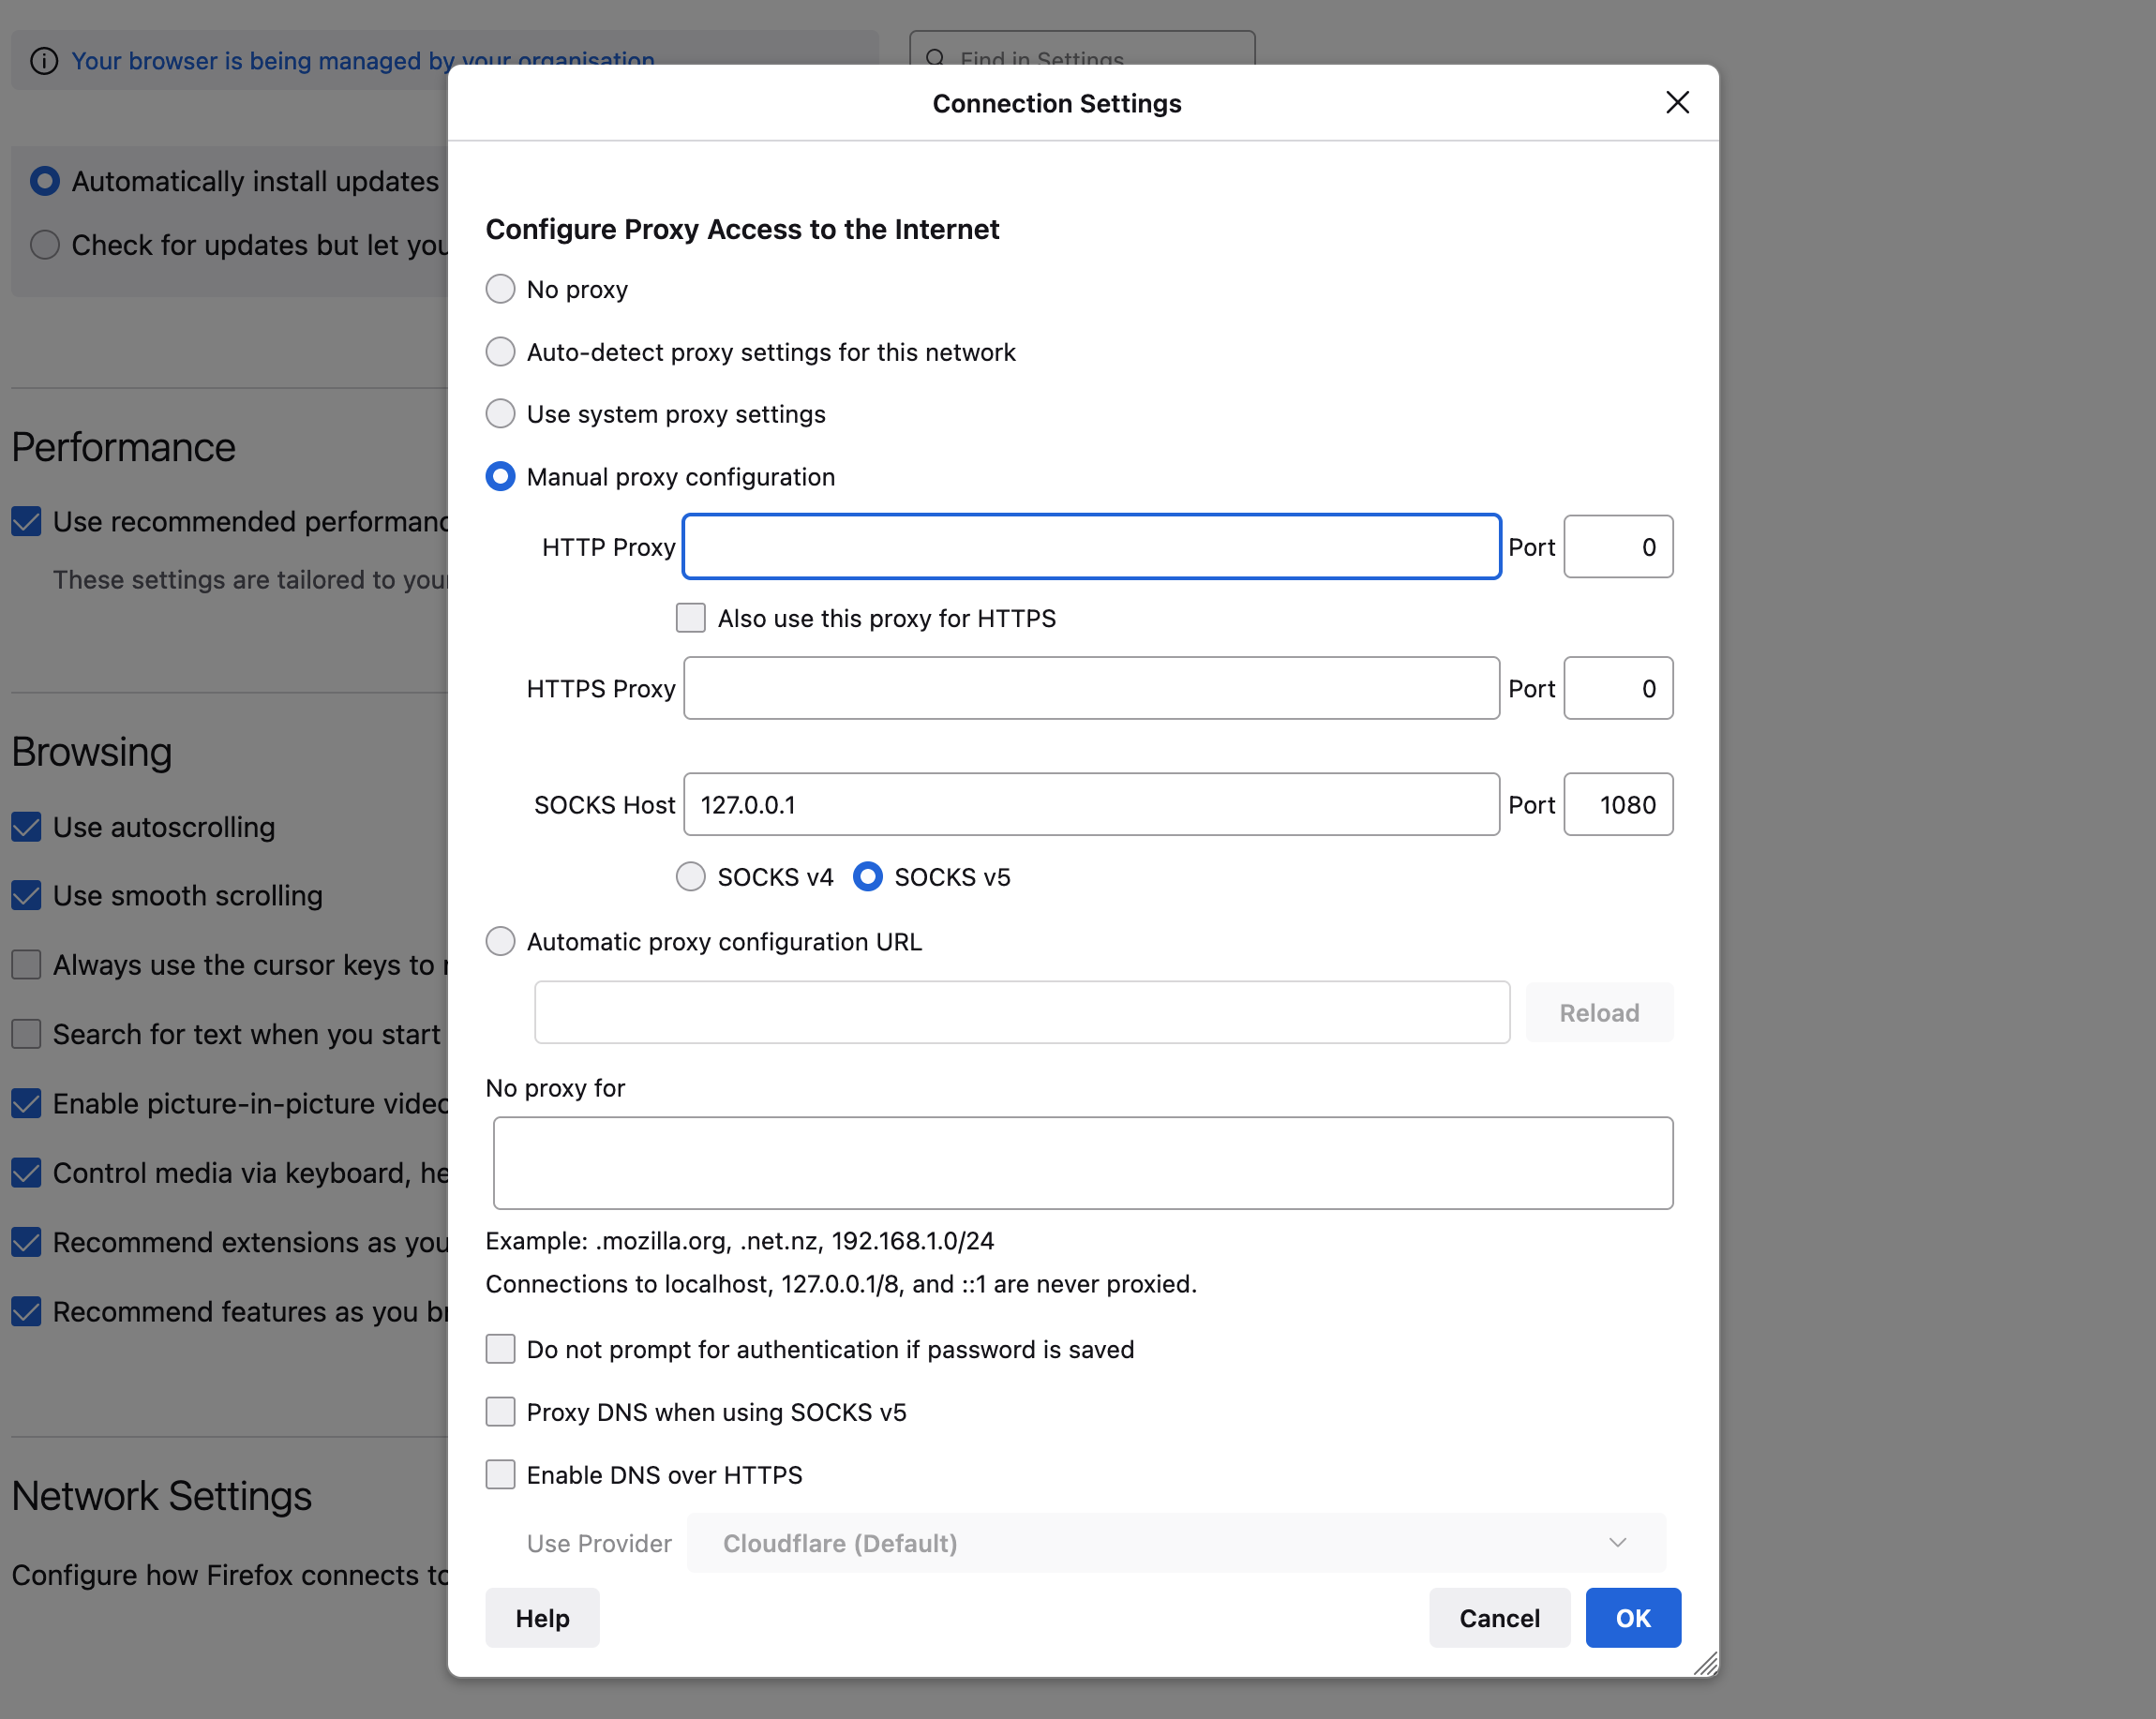 Your browser is being managed by your organisation
Find in Settings
Automatically install updates
Check for updates but let you
Performance
Use recommended performanc
These settings are tailored to your
Browsing
Use autoscrolling
Use smooth scrolling
Always use the cursor keys to
Search for text when you start
Enable picture-in-picture video
Control media via keyboard, he
Recommend extensions as you
Recommend features as you br
Network Settings
Configure how Firefox connects to
Connection Settings
Configure Proxy Access to the Internet
No proxy
Auto-detect proxy settings for this network
Use system proxy settings
Manual proxy configuration
HTTP Proxy Port 0
Also use this proxy for HTTPS
HTTPS Proxy Port 0
SOCKS Host 127.0.0.1 Port 1080
SOCKS v4 SOCKS v5
Automatic proxy configuration URL
Reload
No proxy for
Example: .mozilla.org, .net.nz, 192.168.1.0/24
Connections to localhost, 127.0.0.1/8, and ::1 are never proxied.
Do not prompt for authentication if password is saved
Proxy DNS when using SOCKS v5
Enable DNS over HTTPS
Use Provider Cloudflare (Default)
Help Cancel OK